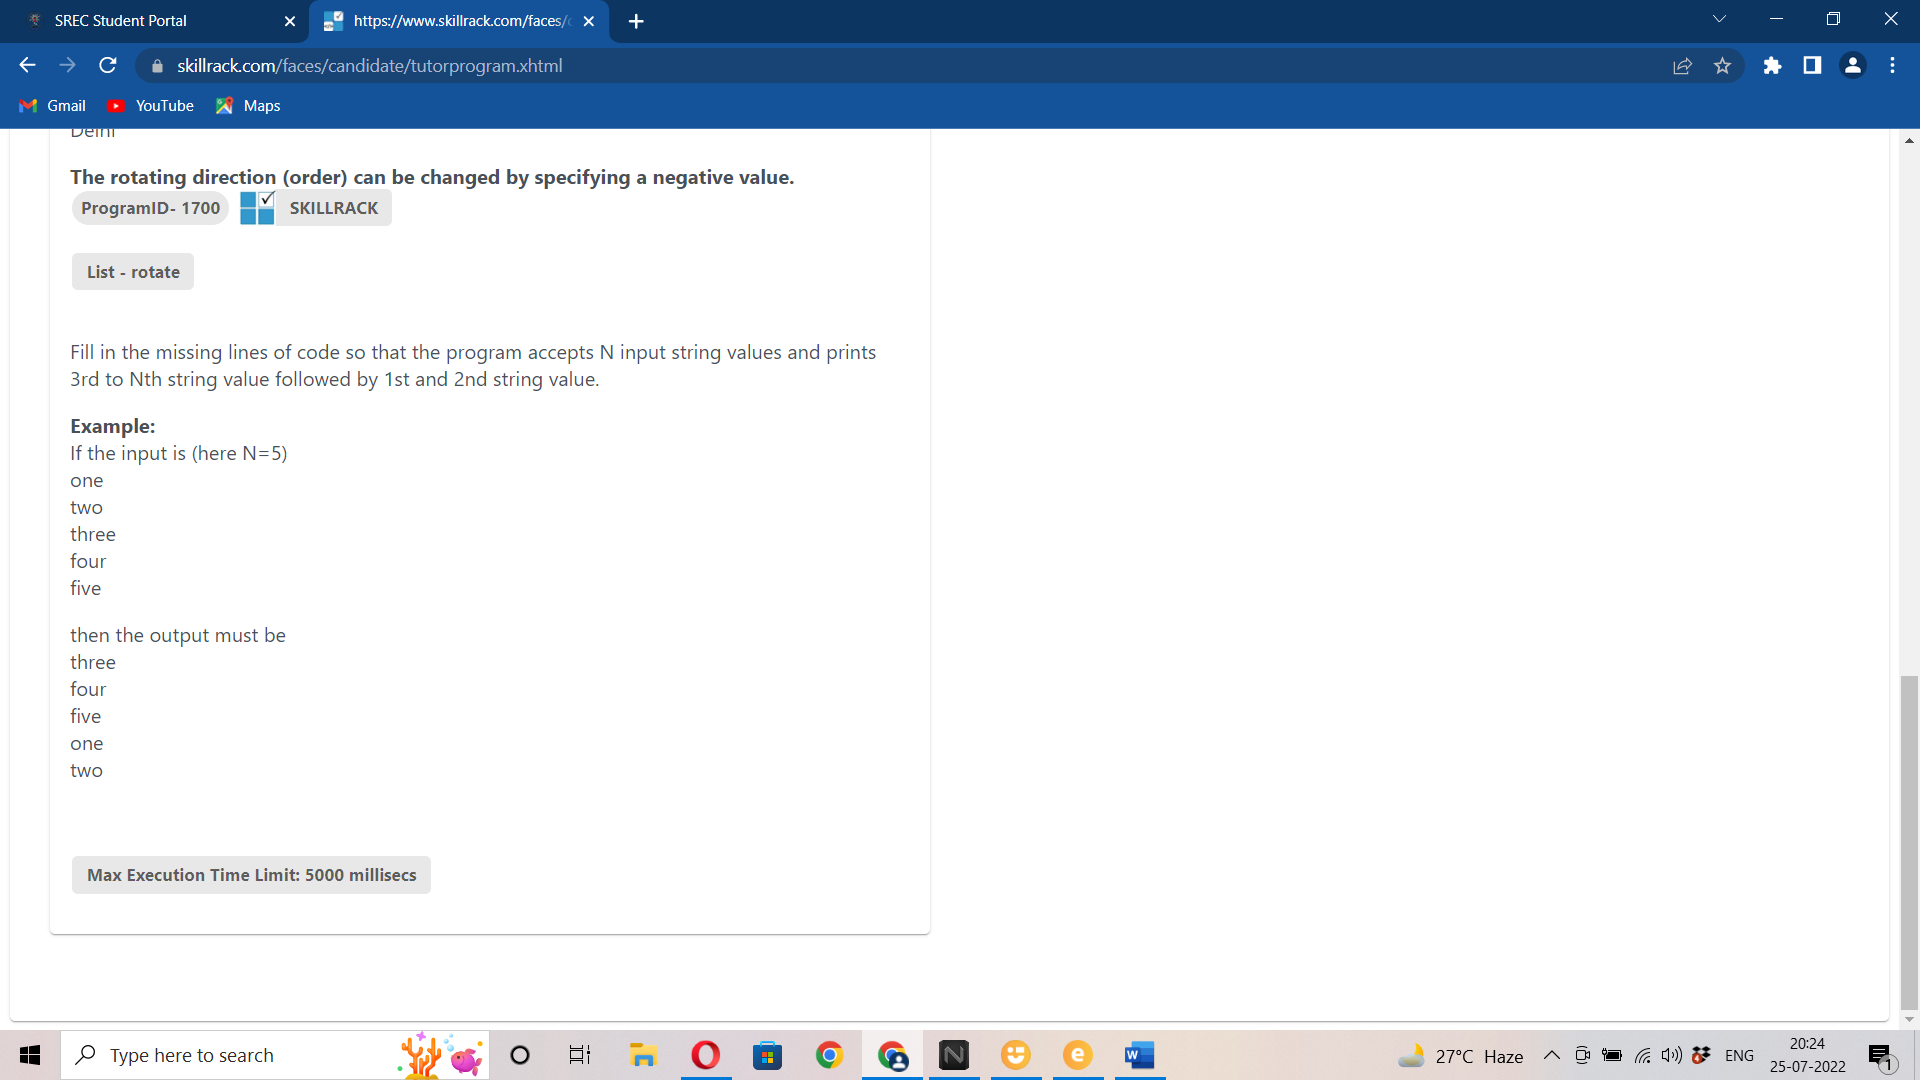 SREC Student Portal
https://www.skillrack.com/faces/
skillrack.com/faces/candidate/tutorprogram.xhtml
Gmail YouTube Maps
Delhi
The rotating direction (order) can be changed by specifying a negative value.
ProgramID- 1700 SKILLRACK
List - rotate
Fill in the missing lines of code so that the program accepts N input string values and prints
3rd to Nth string value followed by 1st and 2nd string value.
Example:
If the input is (here N=5)
one
two
three
four
five
then the output must be
three
four
five
one
two
Max Execution Time Limit: 5000 millisecs
Type here to search
27°C Haze
ENG
20:24
25-07-2022
1